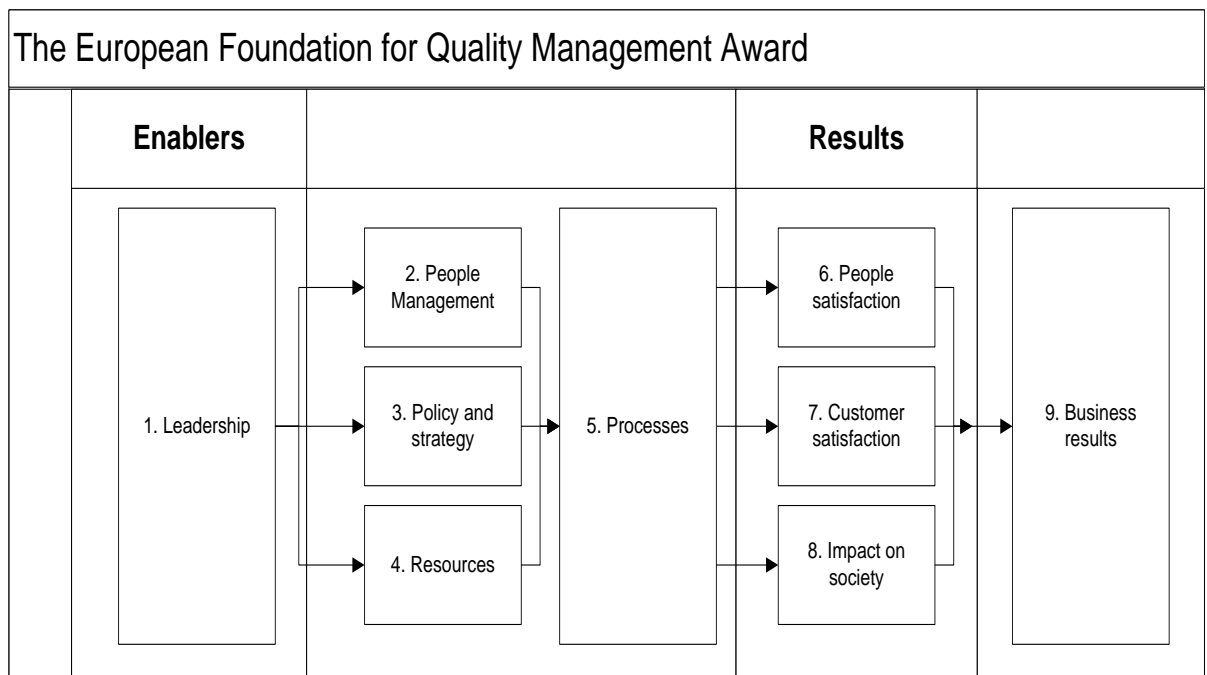 The European Foundation for Quality Management Award
Enablers
Results
1. Leadership
2. People
Management
3. Policy and
strategy
4. Resources
5. Processes
6. People
satisfaction
7. Customer
satisfaction
8. Impact on
society
9. Business
results